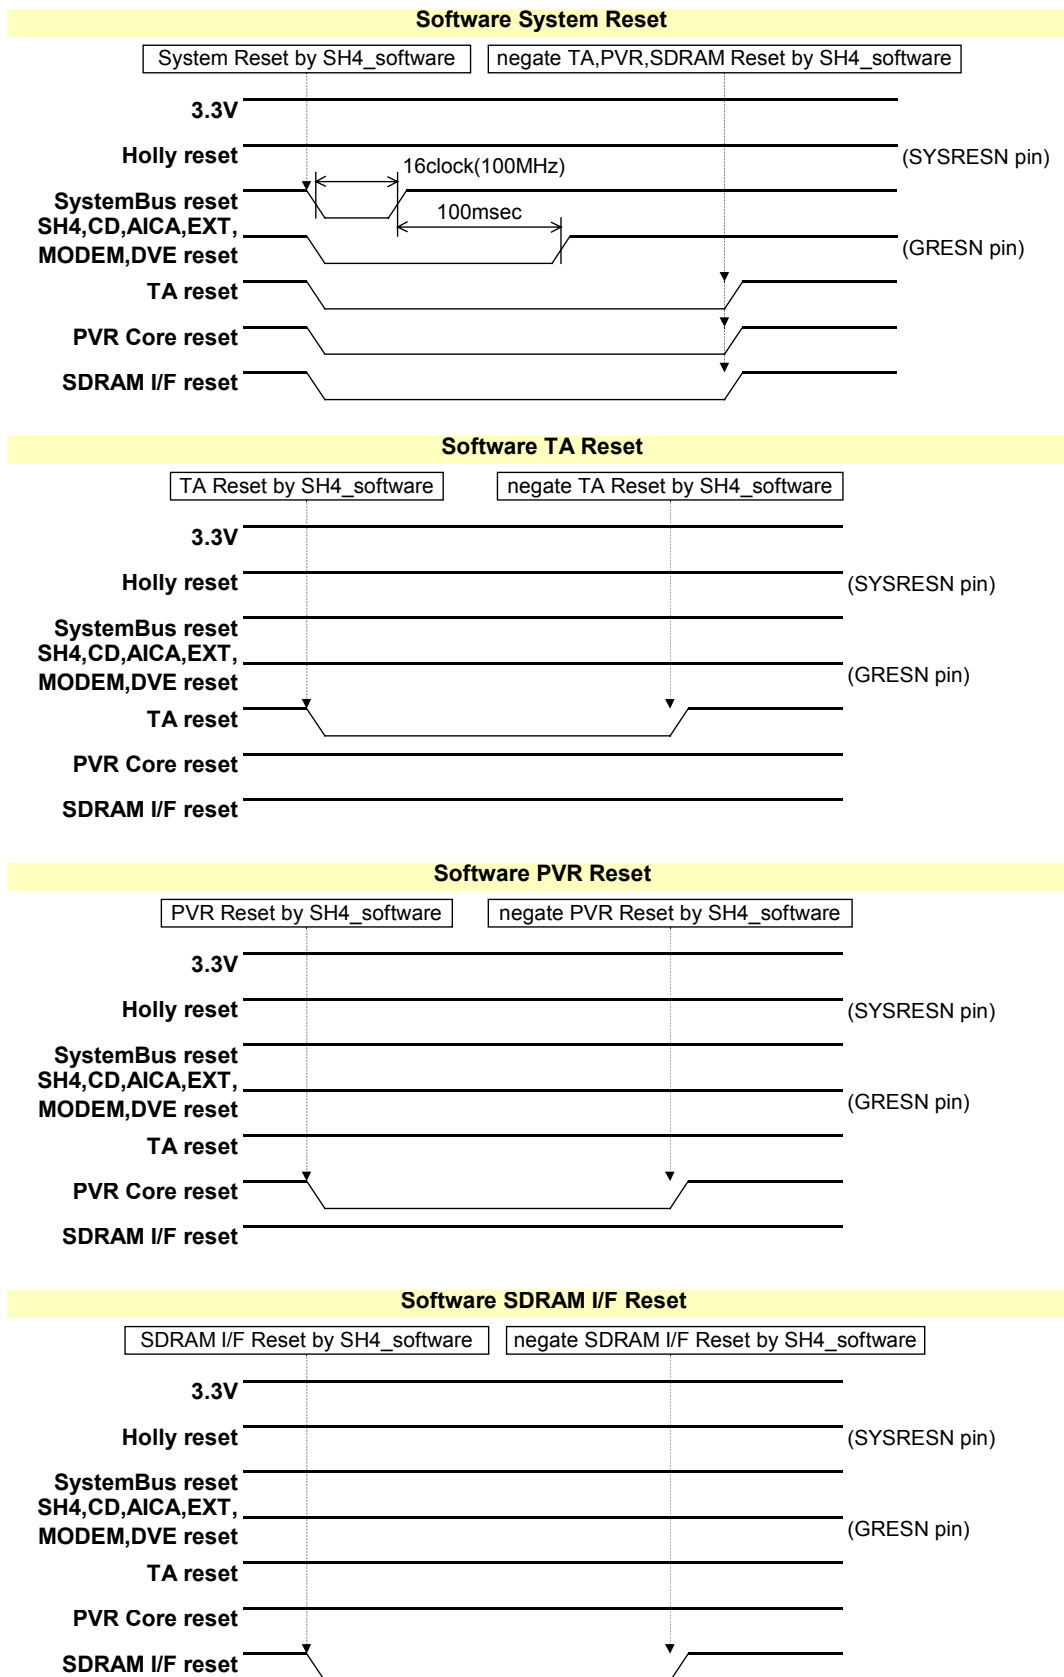 Software System Reset
System Reset by SH4_software
negate TA,PVR,SDRAM Reset by SH4_software
3.3V
Holly reset
(SYSRESN pin)
16clock(100MHz)
SystemBus reset
100msec
SH4,CD,AICA,EXT,
MODEM,DVE reset
(GRESN pin)
TA reset
PVR Core reset
SDRAM I/F reset
Software TA Reset
TA Reset by SH4_software
negate TA Reset by SH4_software
3.3V
Holly reset
(SYSRESN pin)
SystemBus reset
SH4,CD,AICA,EXT,
MODEM,DVE reset
(GRESN pin)
TA reset
PVR Core reset
SDRAM I/F reset
Software PVR Reset
PVR Reset by SH4_software
negate PVR Reset by SH4_software
3.3V
Holly reset
(SYSRESN pin)
SystemBus reset
SH4,CD,AICA,EXT,
MODEM,DVE reset
(GRESN pin)
TA reset
PVR Core reset
SDRAM I/F reset
Software SDRAM I/F Reset
SDRAM I/F Reset by SH4_software
negate SDRAM I/F Reset by SH4_software
3.3V
Holly reset
(SYSRESN pin)
SystemBus reset
SH4,CD,AICA,EXT,
MODEM,DVE reset
(GRESN pin)
TA reset
PVR Core reset
SDRAM I/F reset